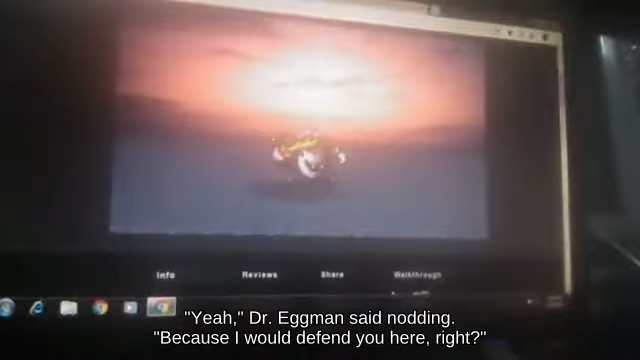 Info Reviews Share Walkthrough
"Yeah," Dr. Eggman said nodding.
"Because I would defend you here, right?"